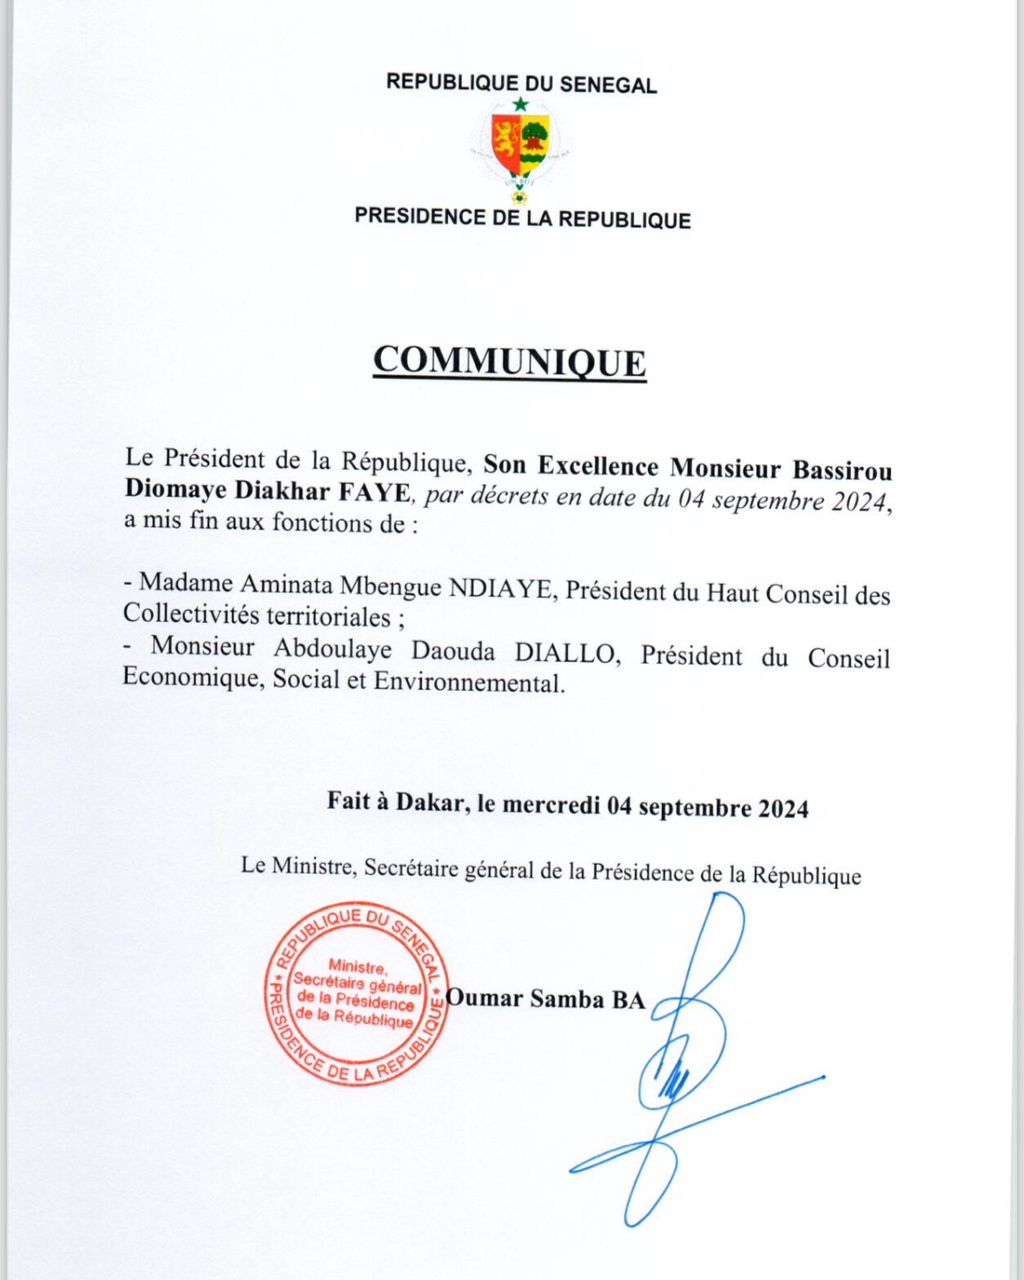 REPUBLIQUE DU SENEGAL
PRESIDENCE DE LA REPUBLIQUE
COMMUNIQUE
Le Président de la République, Son Excellence Monsieur Bassirou
Diomaye Diakhar FAYE, par décrets en date du 04 septembre 2024,
a mis fin aux fonctions de :
- Madame Aminata Mbengue NDIAYE, Président du Haut Conseil des
Collectivités territoriales ;
- Monsieur Abdoulaye Daouda DIALLO, Président du Conseil
Economique, Social et Environnemental.
Fait à Dakar, le mercredi 04 septembre 2024
Le Ministre, Secrétaire général de la Présidence de la République
REPUBLIQUE DU SENEGAL
Ministre,
Secrétaire général
de la Présidence
de la République
PRESIDENCE DE LA REPUBLIQUE
Oumar Samba BA